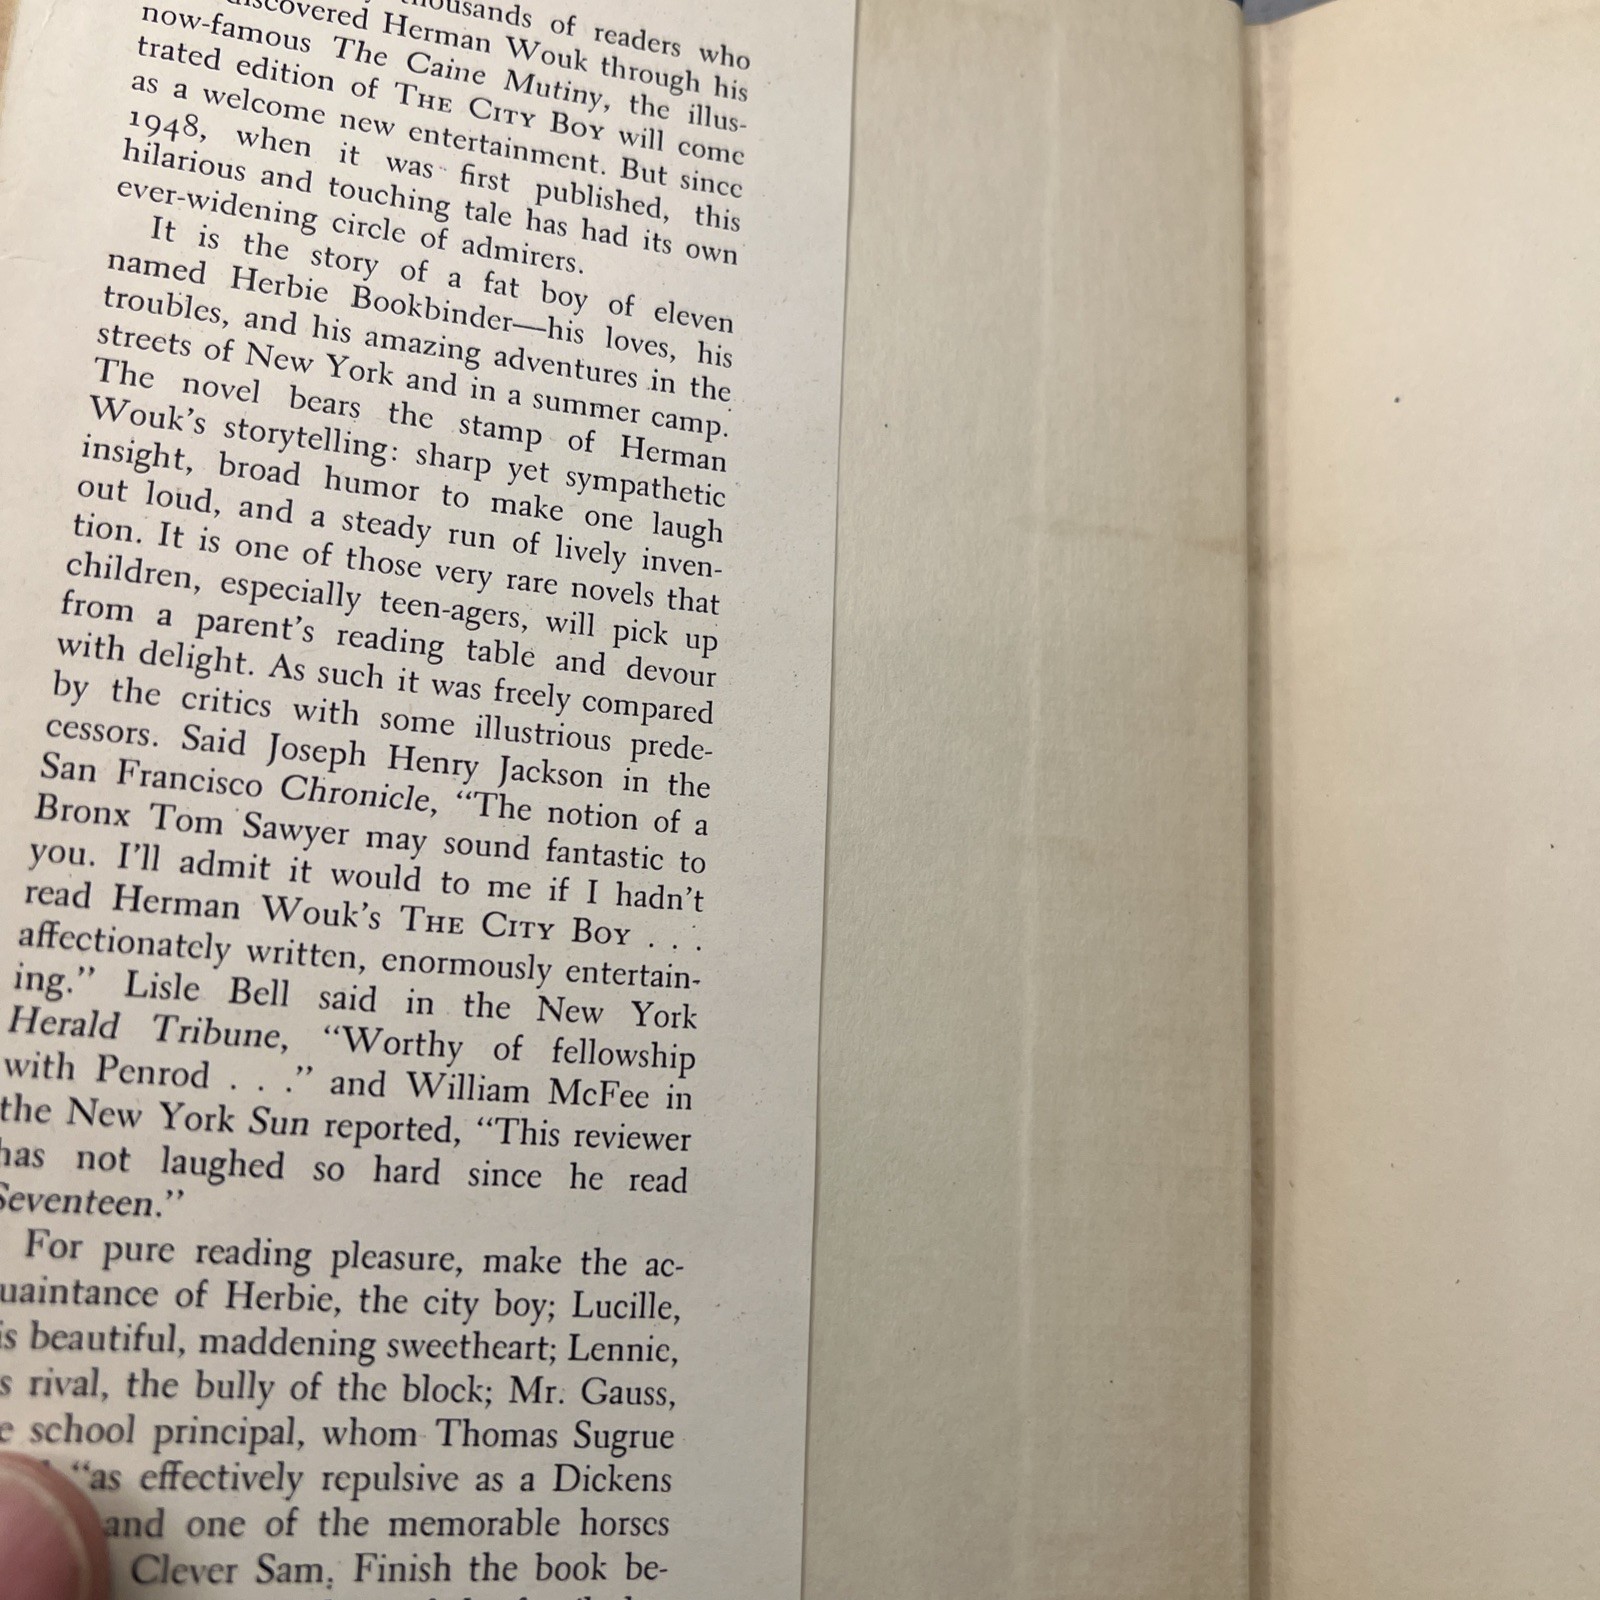 of readers who
Herman Wouk through his
now-famous The Caine Mutiny, the illus-
trated edition of THE CITY BOY will come
as a welcome new entertainment. But since
1948, when it was first published, this
hilarious and touching tale has had its own
ever-widening circle of admirers.
It is the story of a fat boy of eleven
named Herbie Bookbinder—his loves, his
troubles, and his amazing adventures in the
streets of New York and in a summer camp.
The novel bears the stamp of Herman
Wouk's storytelling: sharp yet sympathetic
insight, broad humor to make one laugh
out loud, and a steady run of lively inven-
tion. It is one of those very rare novels that
children, especially teen-agers, will pick up
from a parent's reading table and devour
with delight. As such it was freely compared
by the critics with some illustrious prede-
cessors. Said Joseph Henry Jackson in the
San Francisco Chronicle, “The notion of a
Bronx Tom Sawyer may sound fantastic to
you. I'll admit it would to me if I hadn't
read Herman Wouk's THE CITY BOY . . .
affectionately written, enormously entertain-
ing.” Lisle Bell said in the New York
Herald Tribune, “Worthy of fellowship
with Penrod . . .” and William McFee in
the New York Sun reported, “This reviewer
has not laughed so hard since he read
Seventeen.”
For pure reading pleasure, make the ac-
uaintance of Herbie, the city boy; Lucille,
is beautiful, maddening sweetheart; Lennie,
s rival, the bully of the block; Mr. Gauss,
e school principal, whom Thomas Sugrue
“as effectively repulsive as a Dickens
and one of the memorable horses
Clever Sam. Finish the book be-